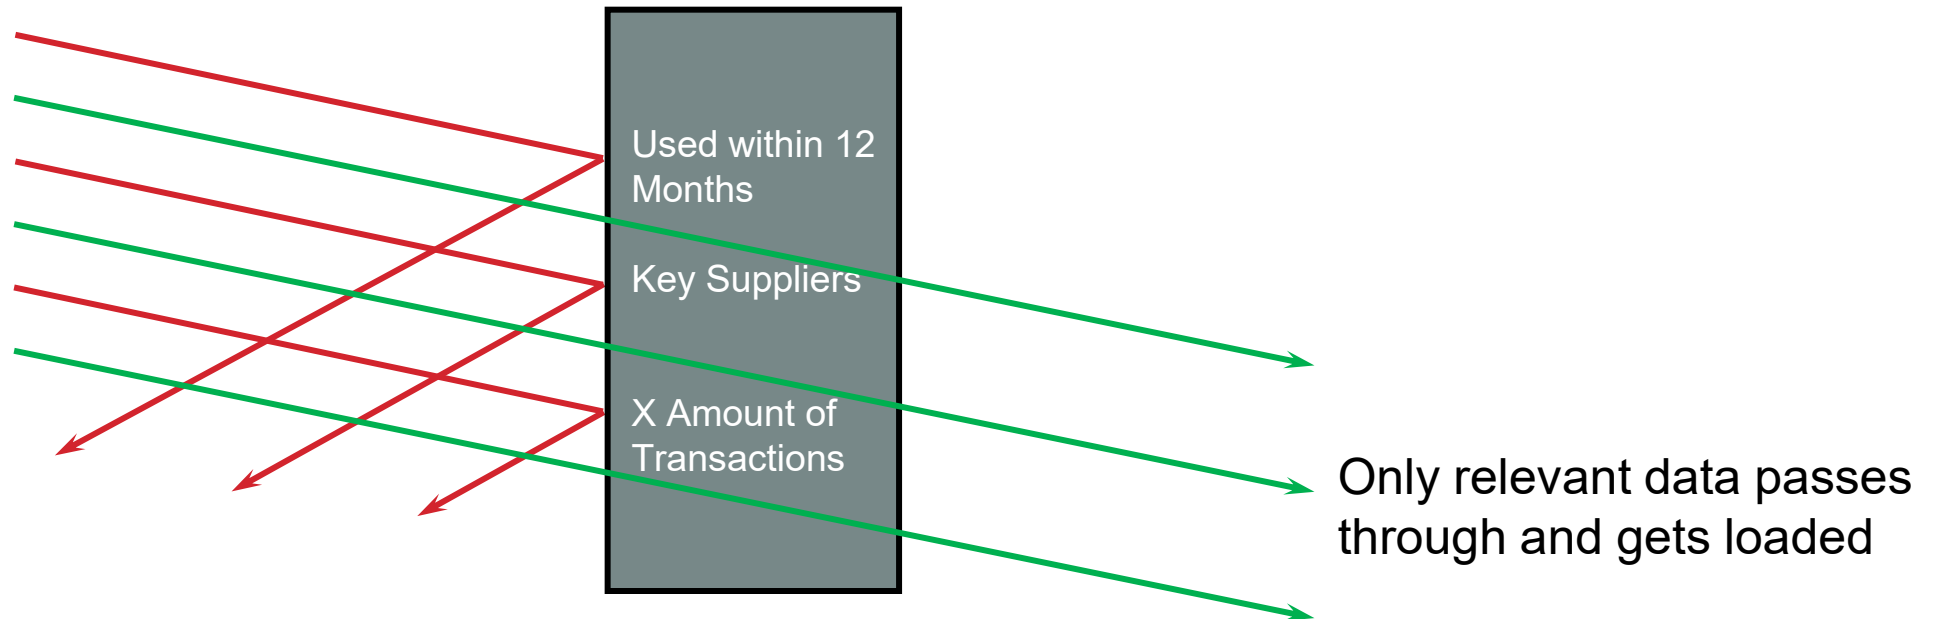 Used within 12
Months
Key Suppliers
X Amount of
Transactions
Only relevant data passes
through and gets loaded